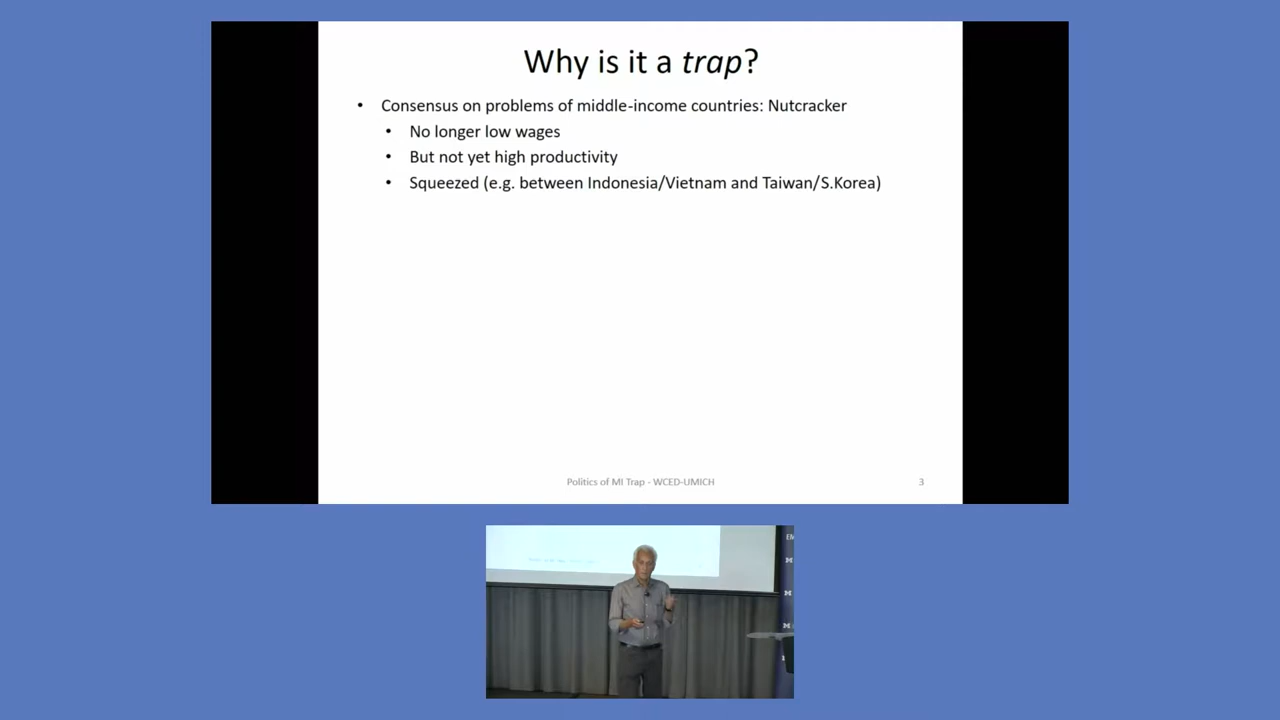 Why is it a trap?
• Consensus on problems of middle-income countries: Nutcracker
• No longer low wages
• But not yet high productivity
• Squeezed (e.g. between Indonesia/Vietnam and Taiwan/S.Korea)
Politics of MI Trap - WCED-UMICH
3